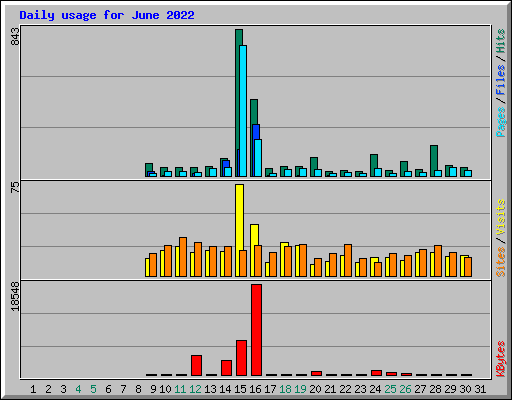 Daily usage for June 2022
843
75
18548
Pages / Files / Hits
Sites / Visits
KBytes
1 2 3 4 5 6 7 8 9 10 11 12 13 14 15 16 17 18 19 20 21 22 23 24 25 26 27 28 29 30 31